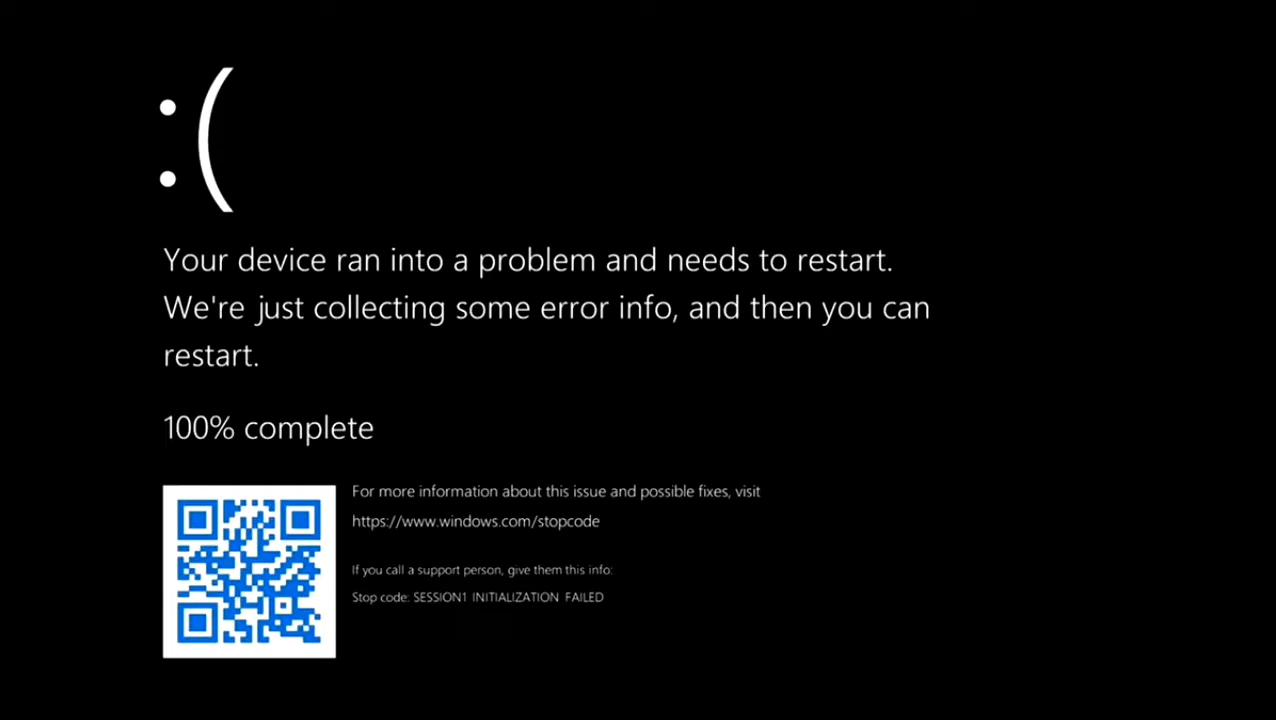 :(
Your device ran into a problem and needs to restart.
We're just collecting some error info, and then you can
restart.
100% complete
For more information about this issue and possible fixes, visit
https://www.windows.com/stopcode
If you call a support person, give them this info:
Stop code: SESSION1 INITIALIZATION FAILED